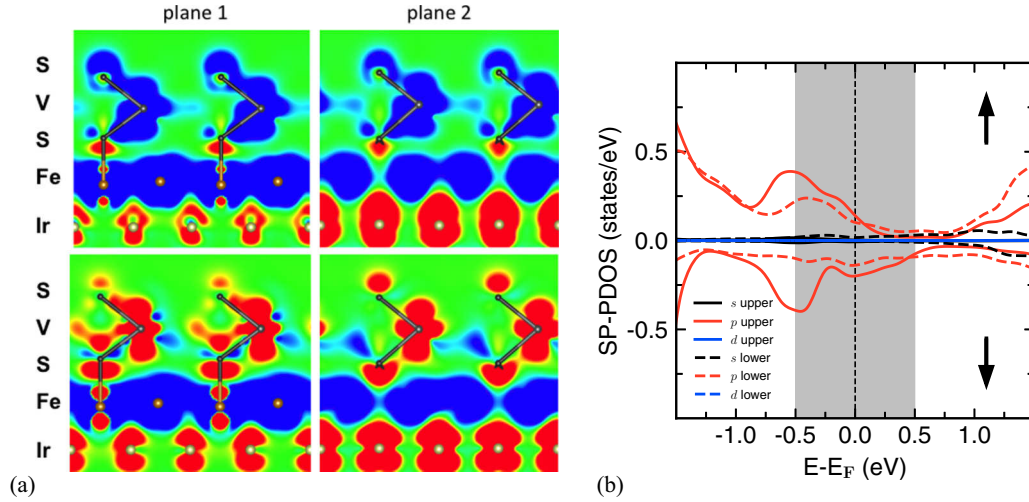 plane 1 plane 2
S
V
S
Fe
Ir
S
V
S
Fe
Ir
(a)
SP-PDOS (states/eV)
0.5
0.0
-0.5
s upper
p upper
d upper
s lower
p lower
d lower
-1.0 -0.5 0.0 0.5 1.0
E-E_F (eV)
(b)